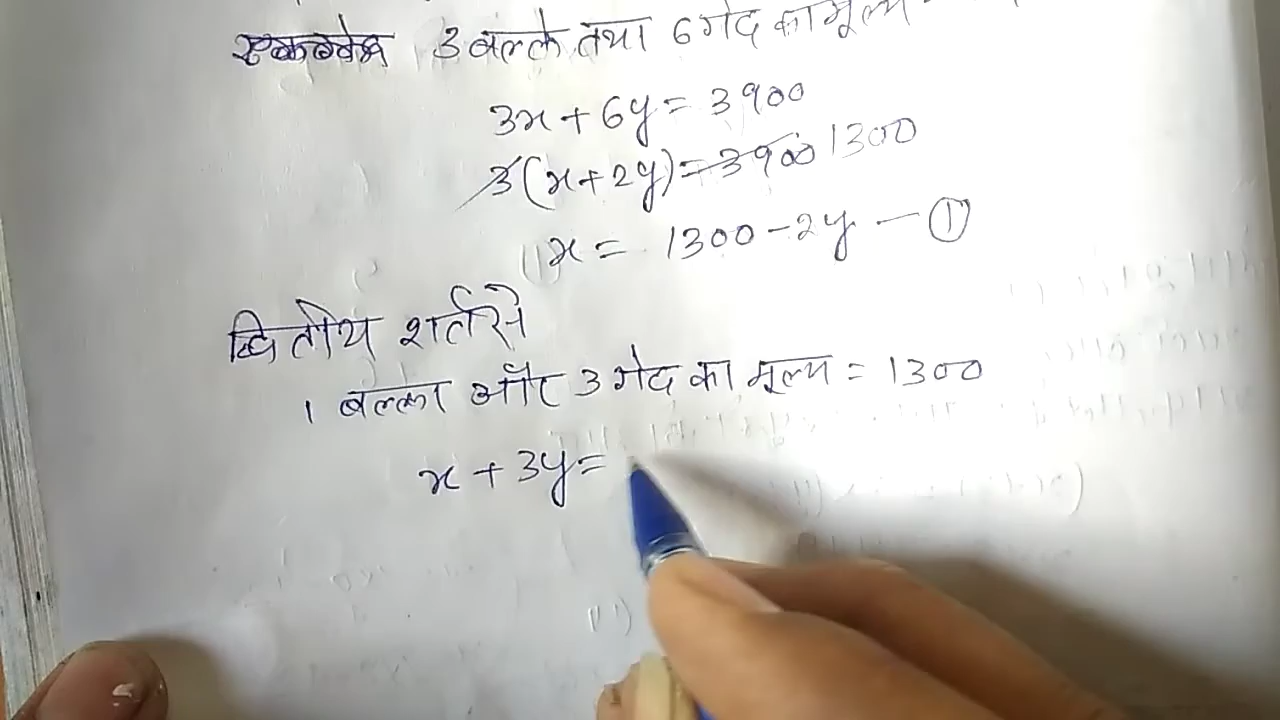 3 बल्ले तथा 6 गेंद का मूल्य
3x + 6y = 3900
3(x + 2y) = 3900 1300
x = 1300 - 2y — ①
द्वितीय शर्त से
1 बल्ला और 3 गेंद का मूल्य = 1300
x + 3y =